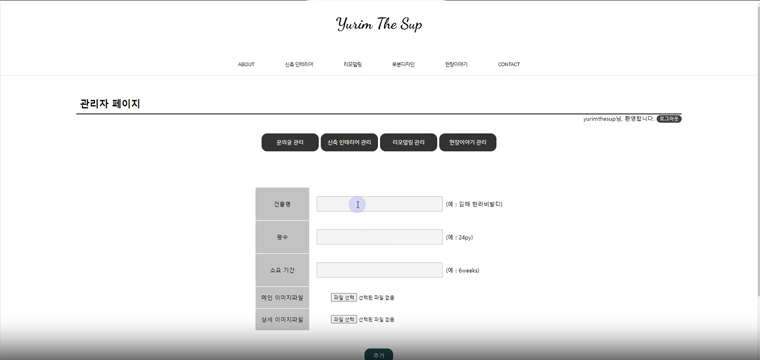 Yurim The Sup
ABOUT 신축 인테리어 리모델링 부분디자인 현장이야기 CONTACT
관리자 페이지
yurimthesup님, 환영합니다. 로그아웃
문의글 관리 신축 인테리어 관리 리모델링 관리 현장이야기 관리
건물명 (예 : 김해 한라비발디)
평수 (예 : 24py)
소요 기간 (예 : 6weeks)
메인 이미지파일 파일 선택 선택된 파일 없음
상세 이미지파일 파일 선택 선택된 파일 없음
추가